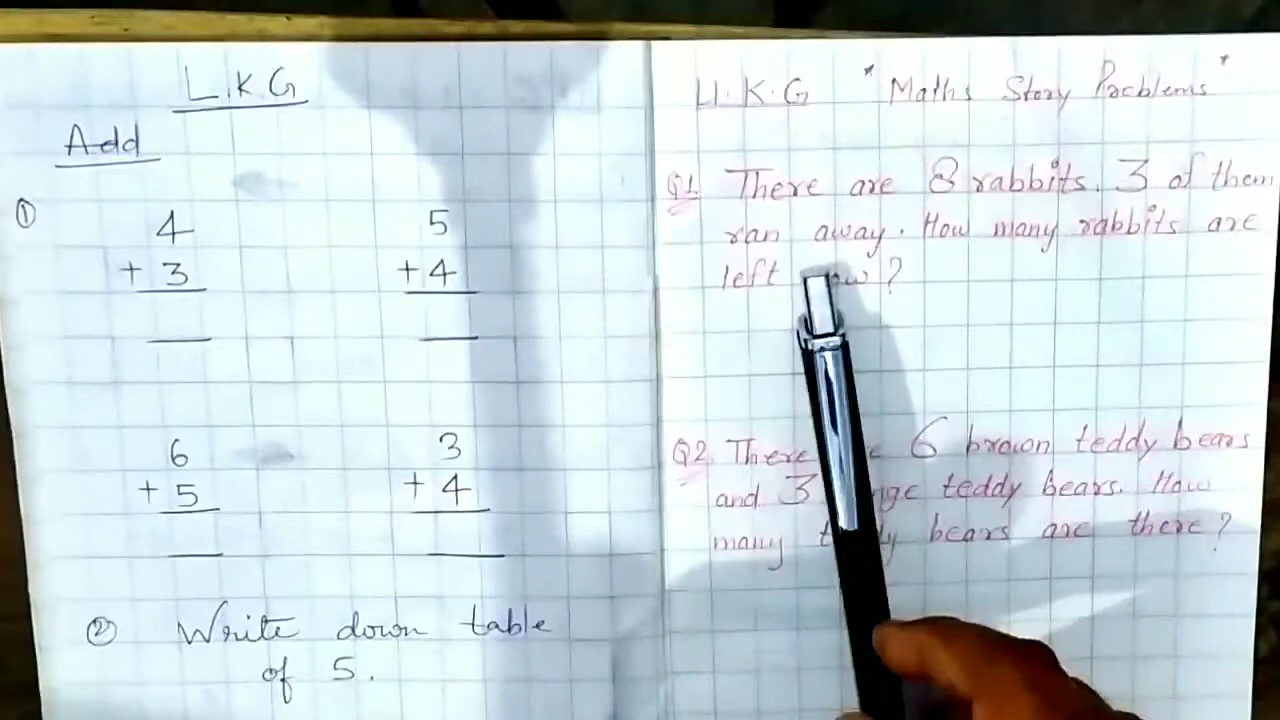 L.K.G
Add
① 4 5
+ 3 + 4
6 3
+ 5 + 4
② Write down table
of 5.
U.K.G "Maths Story Problems"
Q1 There are 8 rabbits. 3 of them
ran away. How many rabbits are
left ?
Q2. There 6 brown teddy bears
and 3 teddy bears. How
many bears are there?